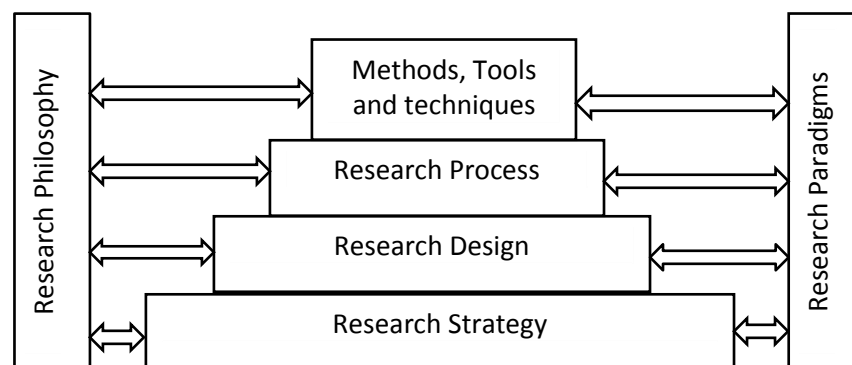 Research Philosophy
Methods, Tools
and techniques
Research Process
Research Design
Research Strategy
Research Paradigms